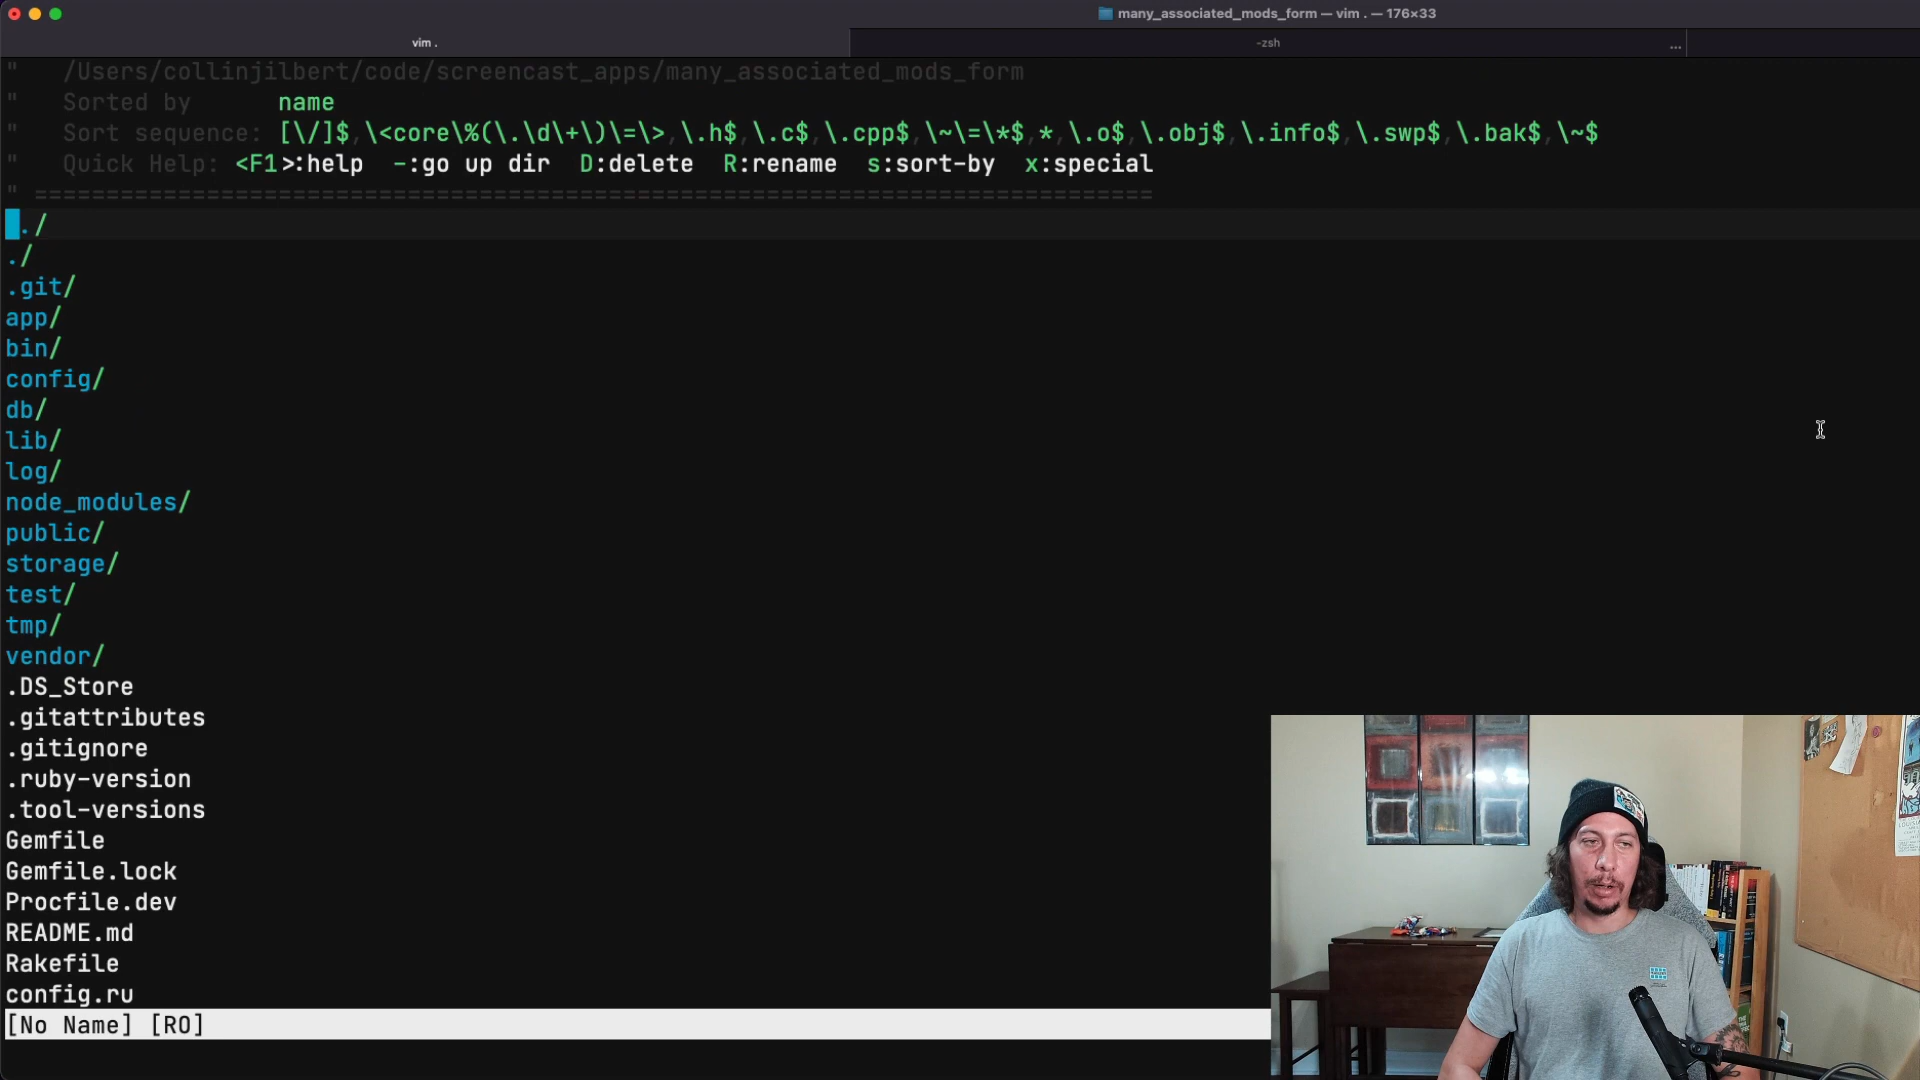 many_associated_mods_form — vim . — 176×33
vim .
-zsh
...
" /Users/collinjilbert/code/screencast_apps/many_associated_mods_form
" Sorted by name
" Sort sequence: [\/]$,\<core\%(\.\d\+\)\=\>,\.h$,\.c$,\.cpp$,\~\=\*$,*,\.o$,\.obj$,\.info$,\.swp$,\.bak$,\~$
" Quick Help: <F1>:help -:go up dir D:delete R:rename s:sort-by x:special
" ==============================================================================
../
./
.git/
app/
bin/
config/
db/
lib/
log/
node_modules/
public/
storage/
test/
tmp/
vendor/
.DS_Store
.gitattributes
.gitignore
.ruby-version
.tool-versions
Gemfile
Gemfile.lock
Procfile.dev
README.md
Rakefile
config.ru
[No Name] [RO]